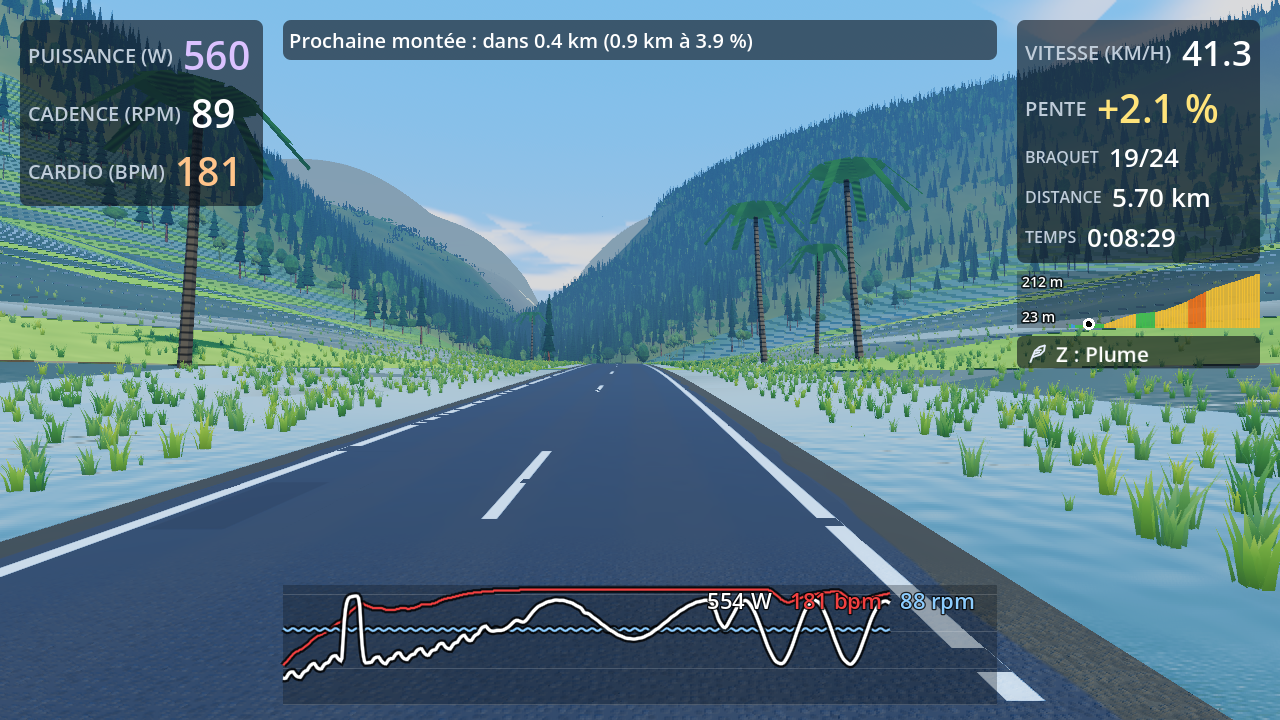 PUISSANCE (W) 560
CADENCE (RPM) 89
CARDIO (BPM) 181
Prochaine montée : dans 0.4 km (0.9 km à 3.9 %)
VITESSE (KM/H) 41.3
PENTE +2.1 %
BRAQUET 19/24
DISTANCE 5.70 km
TEMPS 0:08:29
212 m
23 m
Z : Plume
554 W 181 bpm 88 rpm